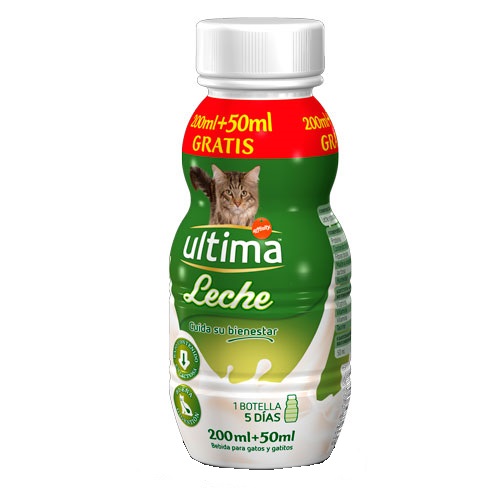 200ml+50ml
GRATIS
200ml+
affinity
ultima
Leche
Cuida su bienestar
1 BOTELLA
5 DÍAS
200ml+50ml
Bebida para gatos y gatitos